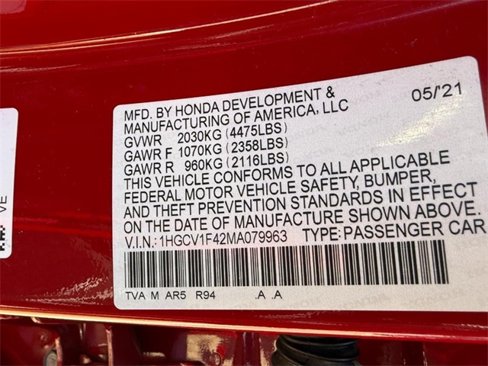 MFD. BY HONDA DEVELOPMENT & 05/'21
MANUFACTURING OF AMERICA, LLC
GVWR 2030KG (4475LBS)
GAWR F 1070KG (2358LBS)
GAWR R 960KG (2116LBS)
THIS VEHICLE CONFORMS TO ALL APPLICABLE
FEDERAL MOTOR VEHICLE SAFETY, BUMPER,
AND THEFT PREVENTION STANDARDS IN EFFECT
ON THE DATE OF MANUFACTURE SHOWN ABOVE.
V.I.N.: 1HGCV1F42MA079963 TYPE: PASSENGER CAR
TVA M AR5 R94 .A .A
VE